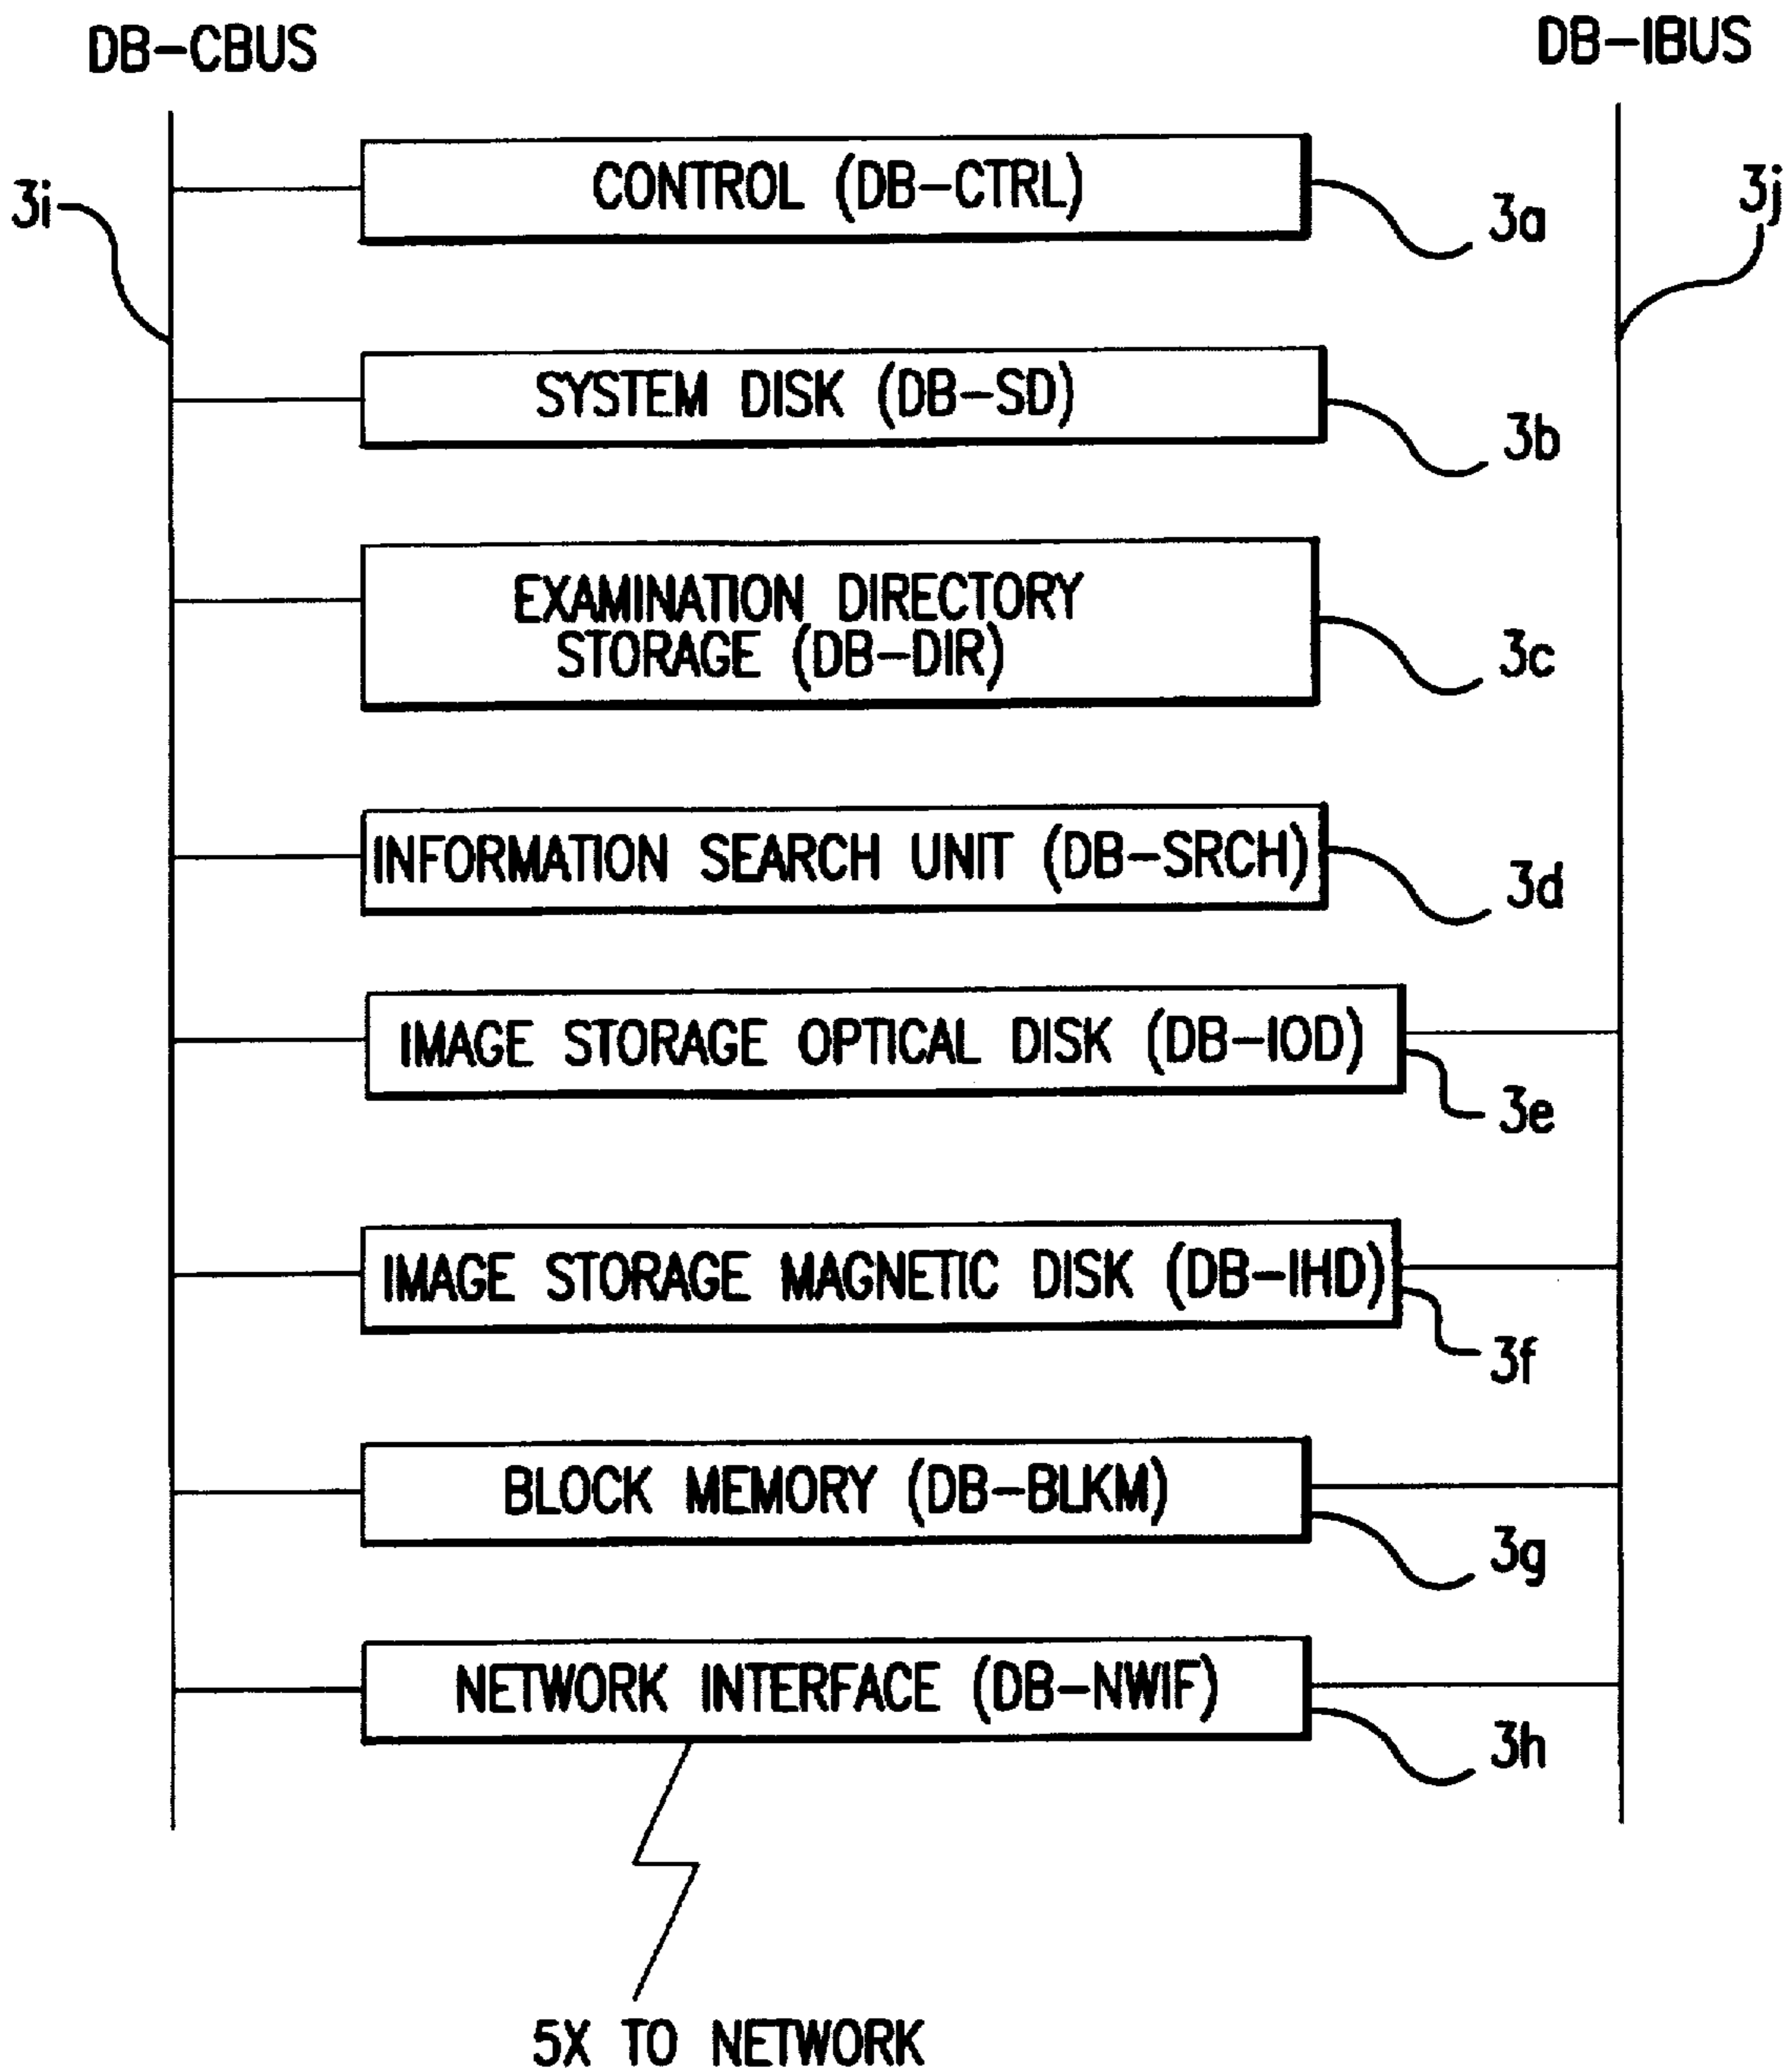 DB-CBUS
DB-IBUS
CONTROL (DB-CTRL)
3i
3a
3j
SYSTEM DISK (DB-SD)
3b
EXAMINATION DIRECTORY
STORAGE (DB-DIR)
3c
INFORMATION SEARCH UNIT (DB-SRCH)
3d
IMAGE STORAGE OPTICAL DISK (DB-IOD)
3e
IMAGE STORAGE MAGNETIC DISK (DB-IHD)
3f
BLOCK MEMORY (DB-BLKM)
3g
NETWORK INTERFACE (DB-NWIF)
3h
5X TO NETWORK